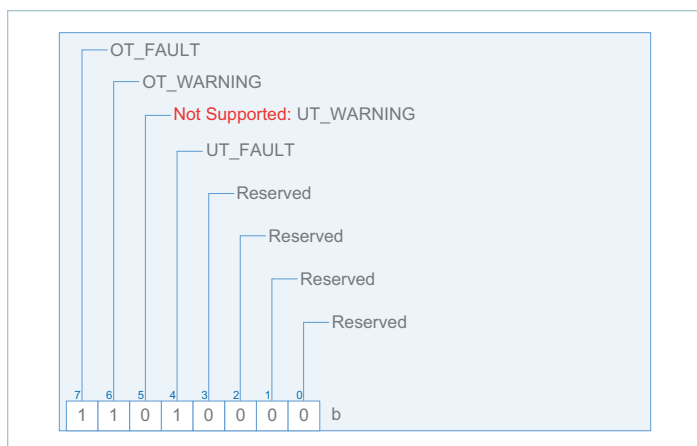 OT_FAULT
OT_WARNING
Not Supported: UT_WARNING
UT_FAULT
Reserved
Reserved
Reserved
Reserved
7 6 5 4 3 2 1 0
1 1 0 1 0 0 0 0 b